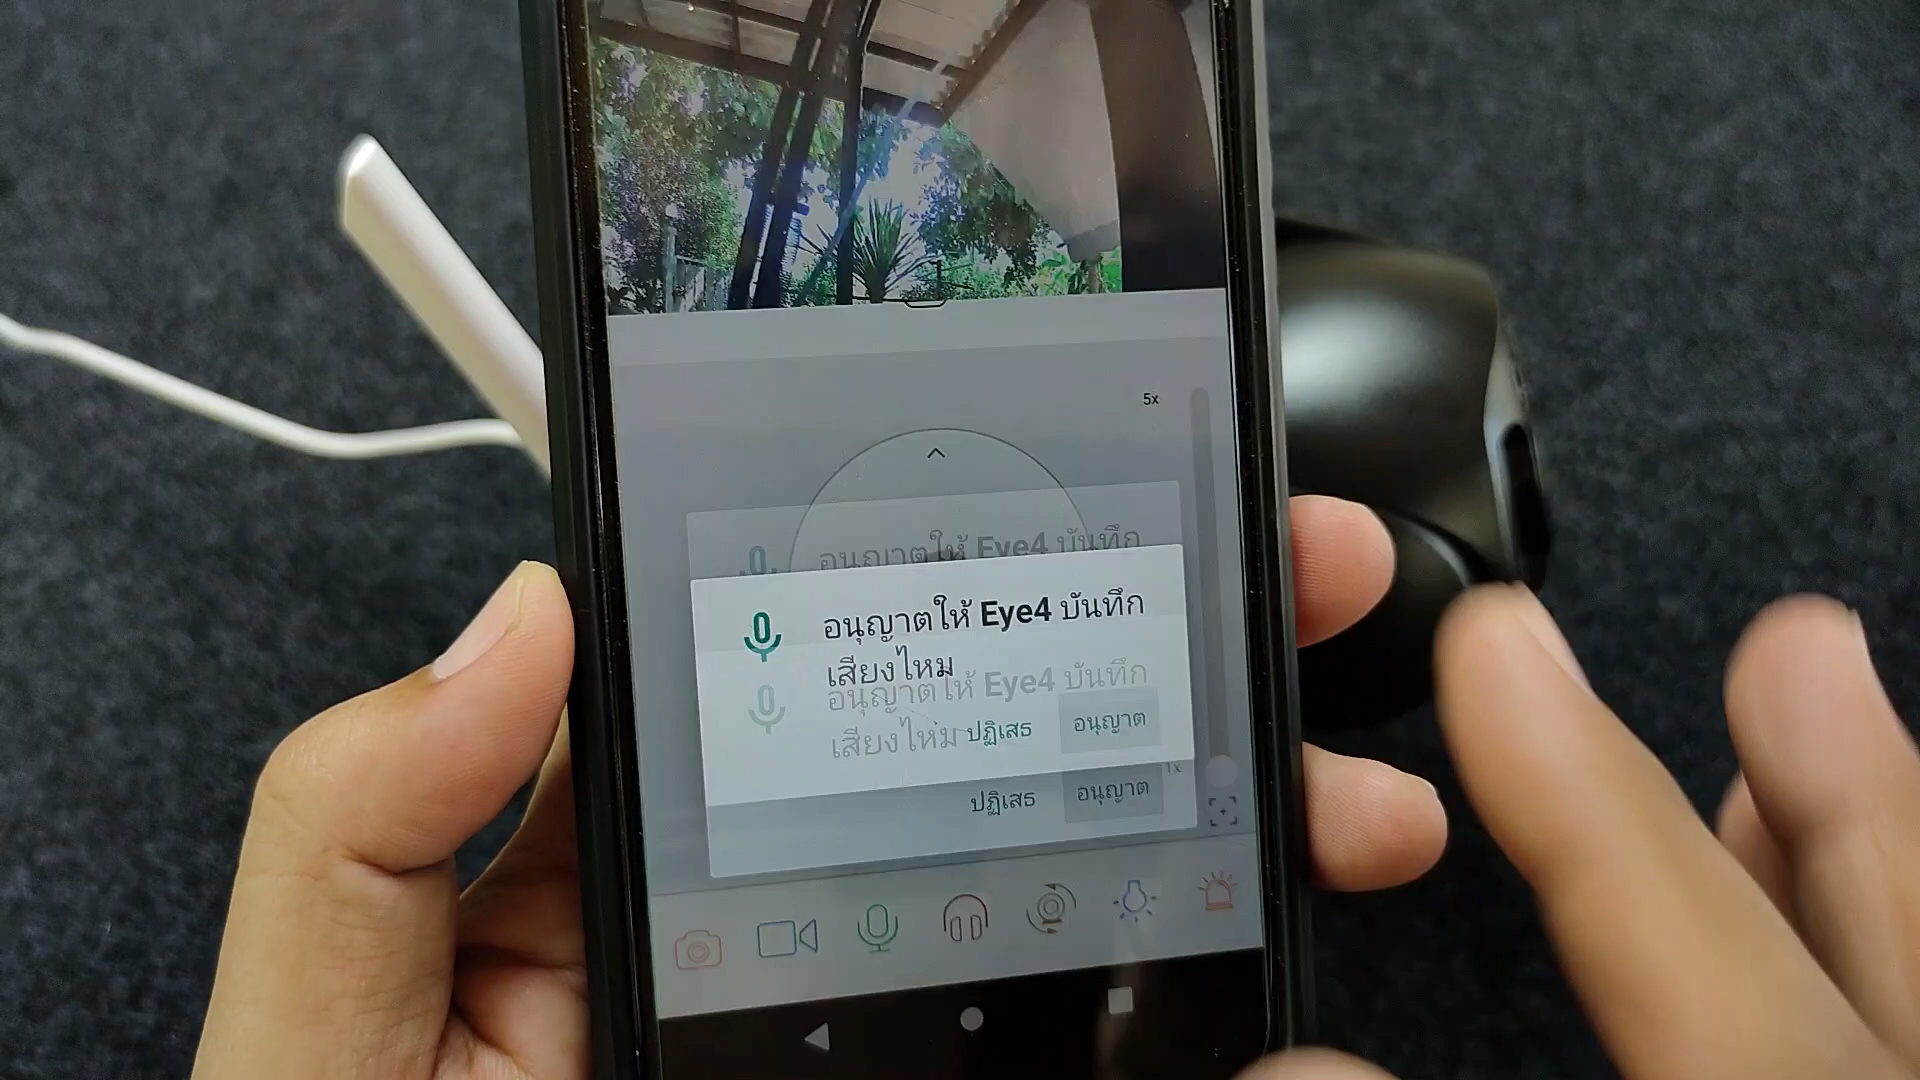 5x
อนุญาตให้ Eye4 บันทึก
อนุญาตให้ Eye4 บันทึก
เสียงไหม
อนุญาตให้ Eye4 บันทึก
เสียงไหม
ปฏิเสธ อนุญาต
1x
ปฏิเสธ อนุญาต